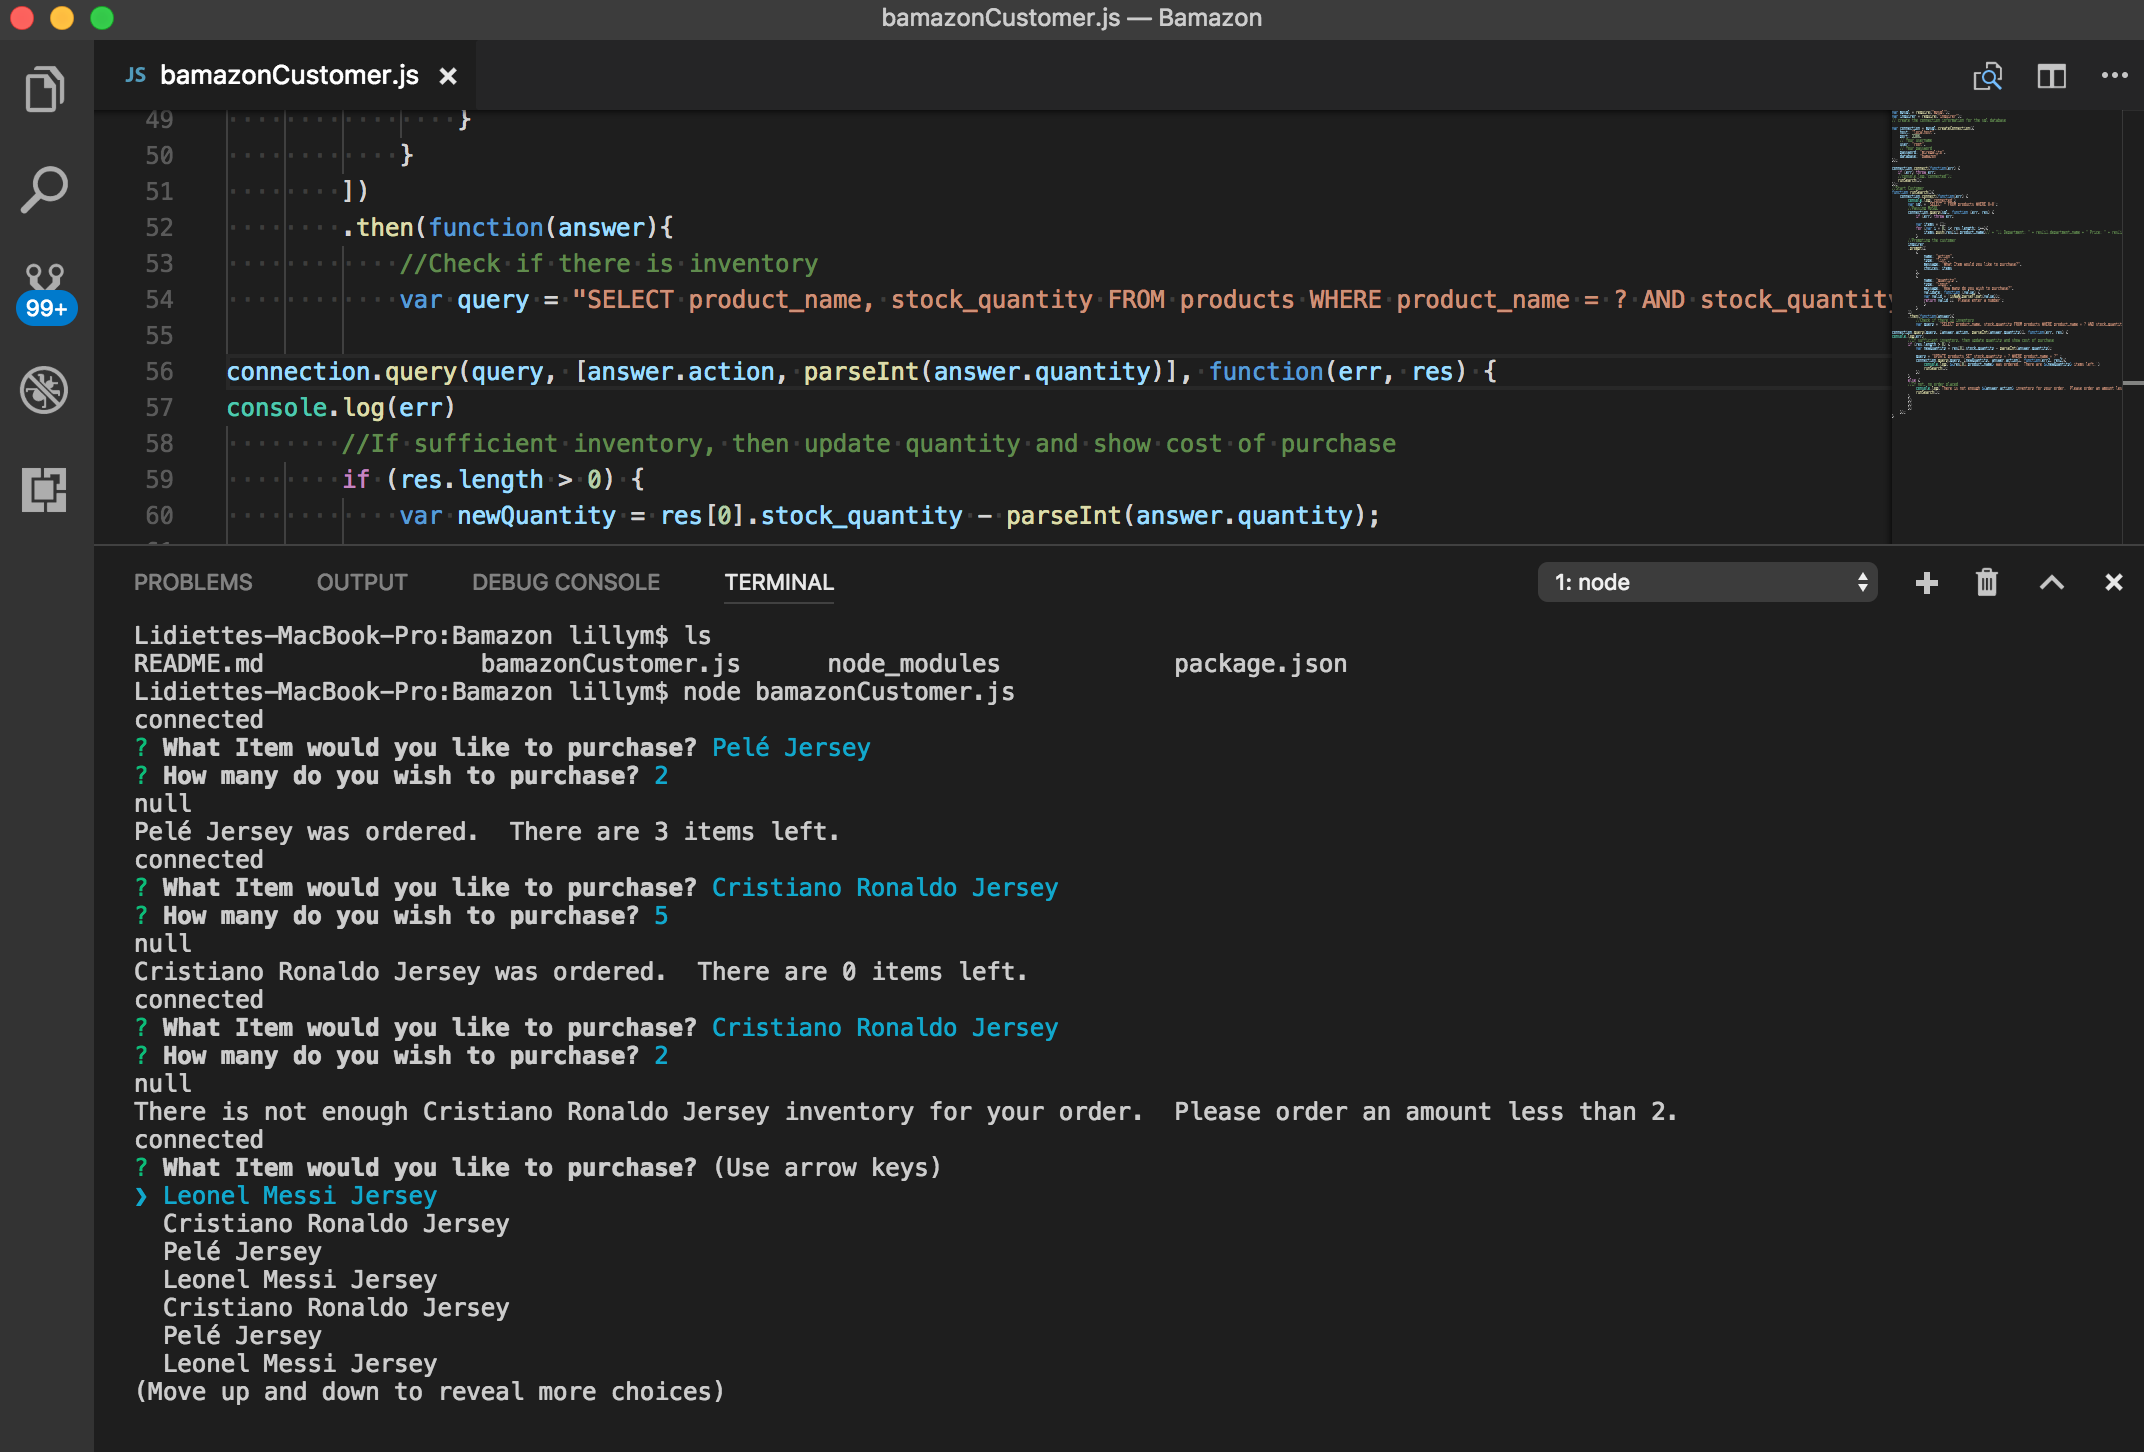 bamazonCustomer.js — Bamazon
JS bamazonCustomer.js
49 }
50 }
51 ])
52 .then(function(answer){
53 //Check if there is inventory
54 var query = "SELECT product_name, stock_quantity FROM products WHERE product_name = ? AND stock_quantity
55
56 connection.query(query, [answer.action, parseInt(answer.quantity)], function(err, res) {
57 console.log(err)
58 //If sufficient inventory, then update quantity and show cost of purchase
59 if (res.length > 0) {
60 var newQuantity = res[0].stock_quantity - parseInt(answer.quantity);
99+
PROBLEMS OUTPUT DEBUG CONSOLE TERMINAL 1: node
Lidiettes-MacBook-Pro:Bamazon lillym$ ls
README.md bamazonCustomer.js node_modules package.json
Lidiettes-MacBook-Pro:Bamazon lillym$ node bamazonCustomer.js
connected
? What Item would you like to purchase? Pelé Jersey
? How many do you wish to purchase? 2
null
Pelé Jersey was ordered.  There are 3 items left.
connected
? What Item would you like to purchase? Cristiano Ronaldo Jersey
? How many do you wish to purchase? 5
null
Cristiano Ronaldo Jersey was ordered.  There are 0 items left.
connected
? What Item would you like to purchase? Cristiano Ronaldo Jersey
? How many do you wish to purchase? 2
null
There is not enough Cristiano Ronaldo Jersey inventory for your order.  Please order an amount less than 2.
connected
? What Item would you like to purchase? (Use arrow keys)
❯ Leonel Messi Jersey
Cristiano Ronaldo Jersey
Pelé Jersey
Leonel Messi Jersey
Cristiano Ronaldo Jersey
Pelé Jersey
Leonel Messi Jersey
(Move up and down to reveal more choices)